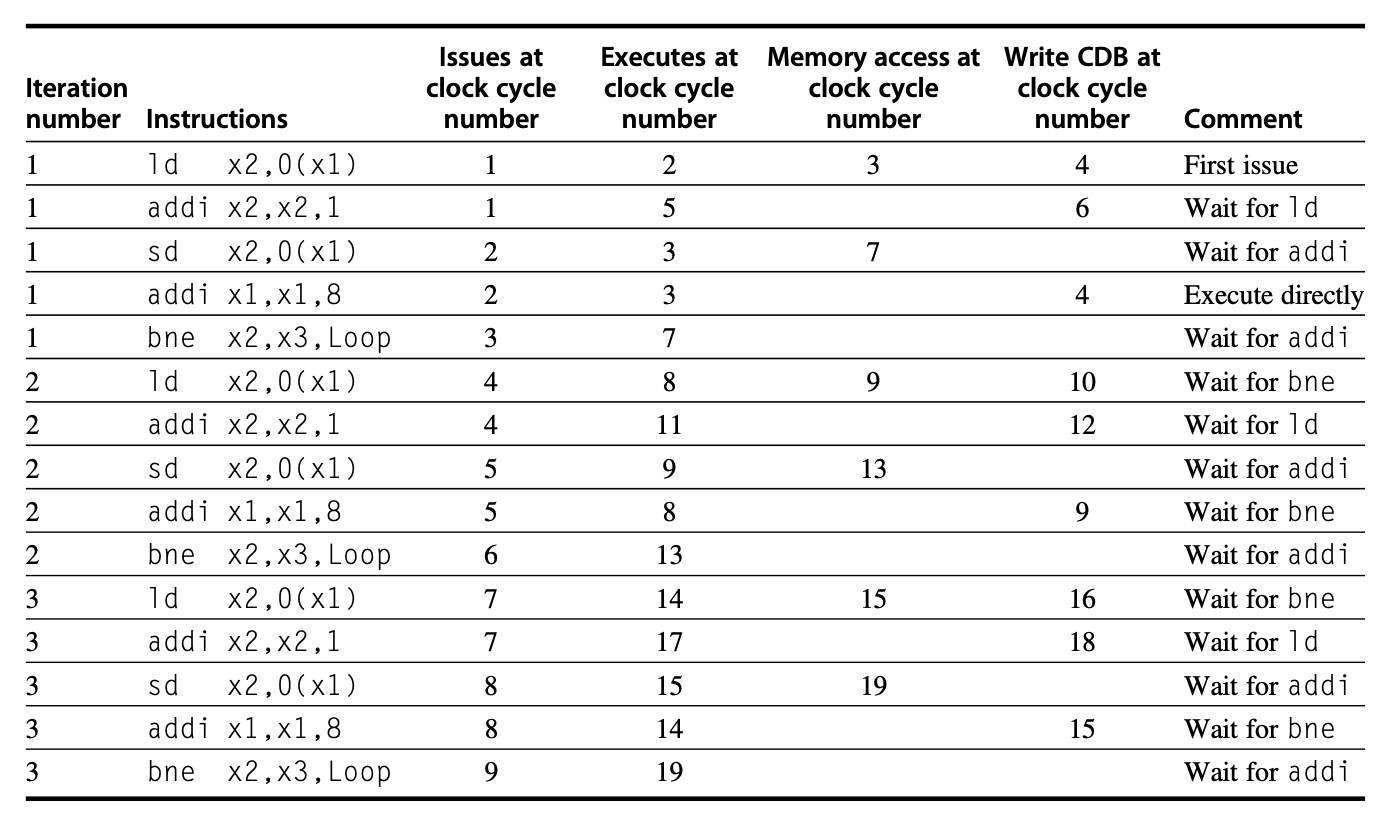 Iteration number Instructions Issues at clock cycle number Executes at clock cycle number Memory access at clock cycle number Write CDB at clock cycle number Comment
1 ld x2,0(x1) 1 2 3 4 First issue
1 addi x2,x2,1 1 5 6 Wait for ld
1 sd x2,0(x1) 2 3 7 Wait for addi
1 addi x1,x1,8 2 3 4 Execute directly
1 bne x2,x3,Loop 3 7 Wait for addi
2 ld x2,0(x1) 4 8 9 10 Wait for bne
2 addi x2,x2,1 4 11 12 Wait for ld
2 sd x2,0(x1) 5 9 13 Wait for addi
2 addi x1,x1,8 5 8 9 Wait for bne
2 bne x2,x3,Loop 6 13 Wait for addi
3 ld x2,0(x1) 7 14 15 16 Wait for bne
3 addi x2,x2,1 7 17 18 Wait for ld
3 sd x2,0(x1) 8 15 19 Wait for addi
3 addi x1,x1,8 8 14 15 Wait for bne
3 bne x2,x3,Loop 9 19 Wait for addi